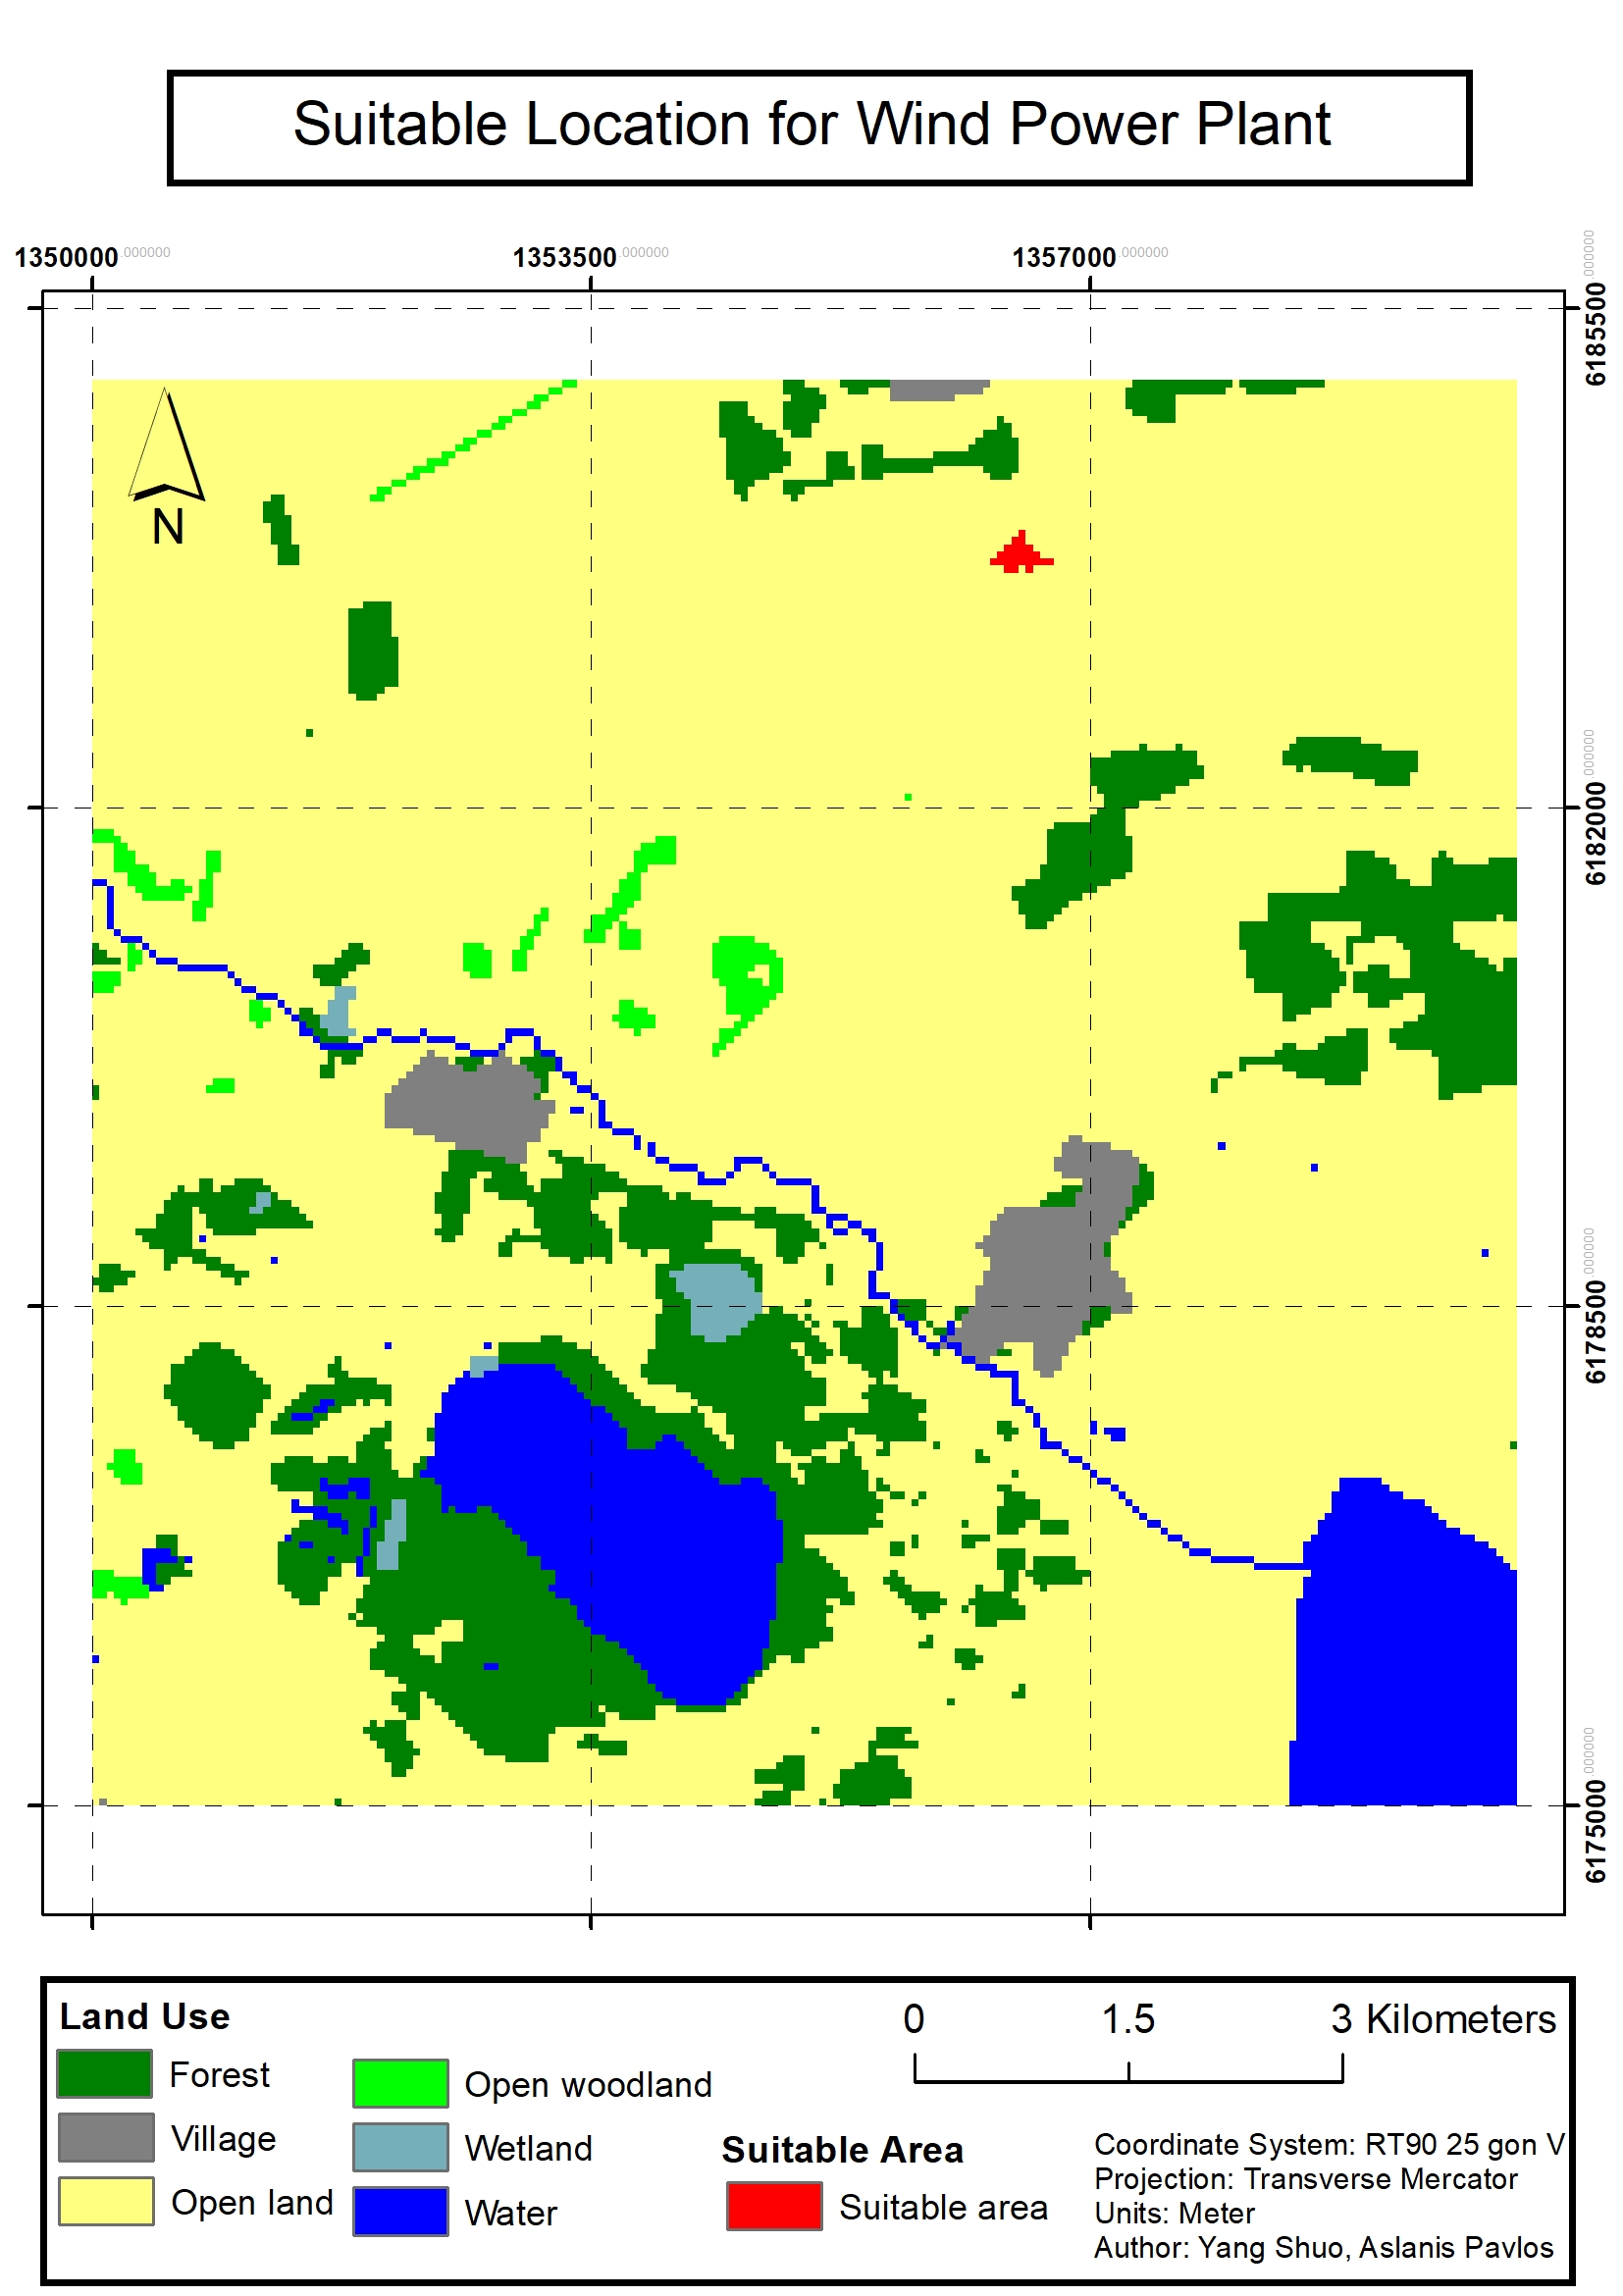 Suitable Location for Wind Power Plant
1350000.000000 1353500.000000 1357000.000000
6185500.000000
N
6182000.000000
6178500.000000
6175000.000000
Land Use
Forest
Village
Open land
Open woodland
Wetland
Water
Suitable Area
Suitable area
0 1.5 3 Kilometers
Coordinate System: RT90 25 gon V
Projection: Transverse Mercator
Units: Meter
Author: Yang Shuo, Aslanis Pavlos